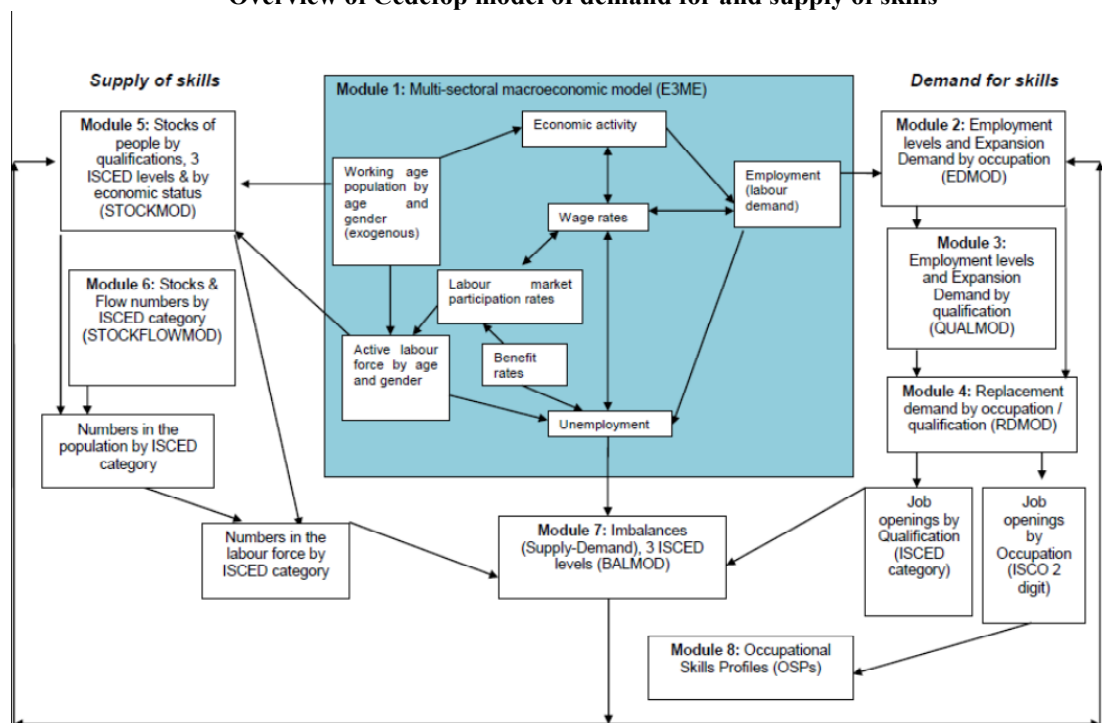 Overview of Cedefop model of demand for and supply of skills
Supply of skills
Demand for skills
Module 1: Multi-sectoral macroeconomic model (E3ME)
Module 5: Stocks of
people by
qualifications, 3
ISCED levels & by
economic status
(STOCKMOD)
Economic activity
Module 2: Employment
levels and Expansion
Demand by occupation
(EDMOD)
Working age
population by
age and
gender
(exogenous)
Employment
(labour
demand)
Wage rates
Module 3:
Employment levels
and Expansion
Demand by
qualification
(QUALMOD)
Module 6: Stocks &
Flow numbers by
ISCED category
(STOCKFLOWMOD)
Labour market
participation rates
Active labour
force by age
and gender
Benefit
rates
Module 4: Replacement
demand by occupation /
qualification (RDMOD)
Unemployment
Numbers in the
population by ISCED
category
Numbers in the
labour force by
ISCED category
Module 7: Imbalances
(Supply-Demand), 3 ISCED
levels (BALMOD)
Job
openings by
Qualification
(ISCED
category)
Job
openings
by
Occupation
(ISCO 2
digit)
Module 8: Occupational
Skills Profiles (OSPs)